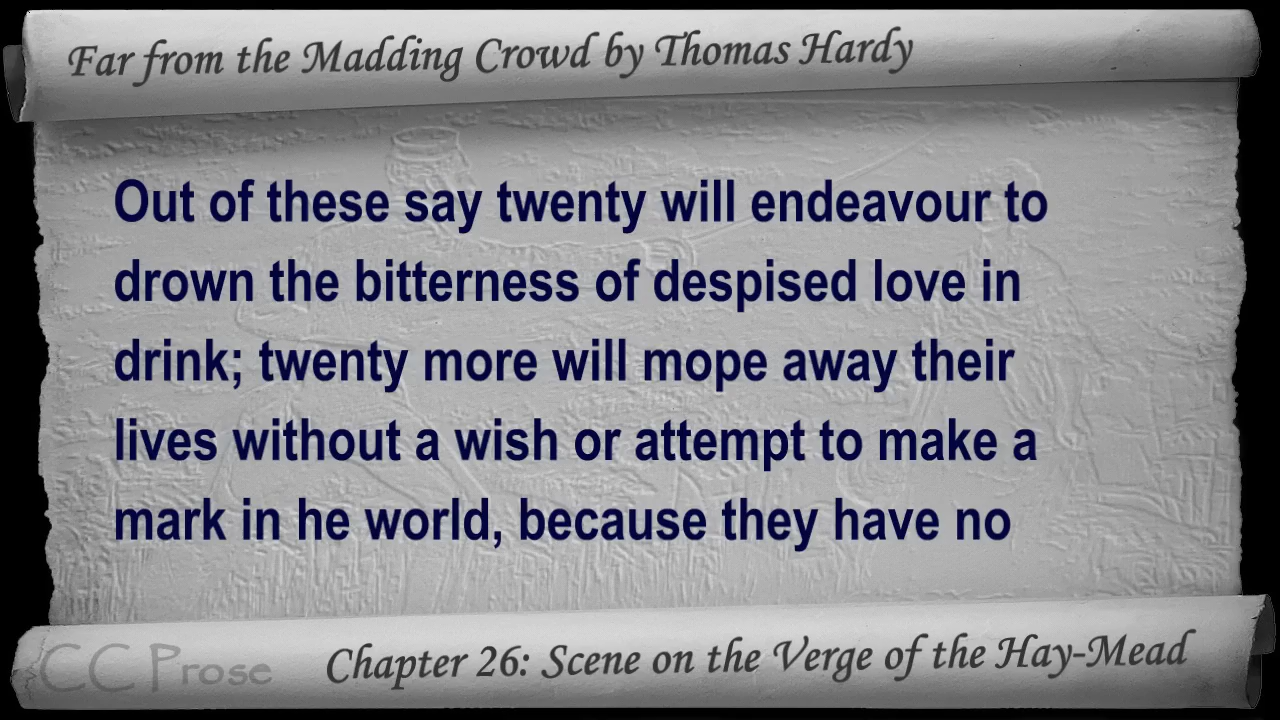 Far from the Madding Crowd by Thomas Hardy
Out of these say twenty will endeavour to
drown the bitterness of despised love in
drink; twenty more will mope away their
lives without a wish or attempt to make a
mark in he world, because they have no
CC Prose
Chapter 26: Scene on the Verge of the Hay-Mead